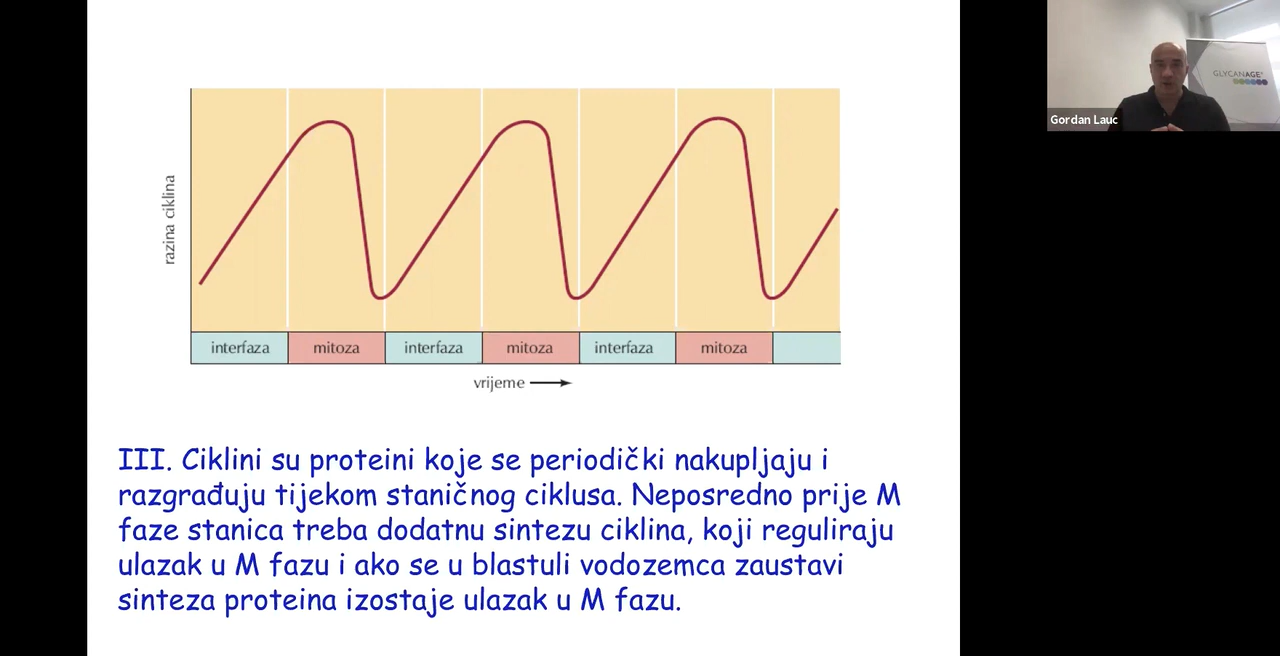 GLYCANAGE
Gordan Lauc
razina ciklina
interfaza mitoza interfaza mitoza interfaza mitoza
vrijeme
III. Ciklini su proteini koje se periodički nakupljaju i
razgrađuju tijekom staničnog ciklusa. Neposredno prije M
faze stanica treba dodatnu sintezu ciklina, koji reguliraju
ulazak u M fazu i ako se u blastuli vodozemca zaustavi
sinteza proteina izostaje ulazak u M fazu.